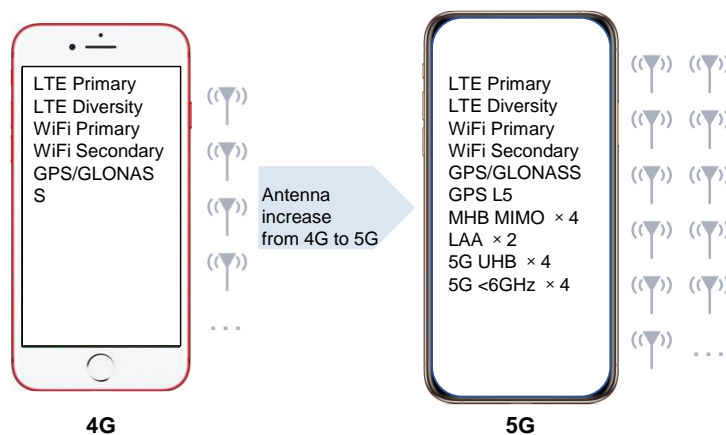 LTE Primary
LTE Diversity
WiFi Primary
WiFi Secondary
GPS/GLONAS
S
Antenna
increase
from 4G to 5G
LTE Primary
LTE Diversity
WiFi Primary
WiFi Secondary
GPS/GLONASS
GPS L5
MHB MIMO × 4
LAA × 2
5G UHB × 4
5G <6GHz × 4
...
...
4G
5G